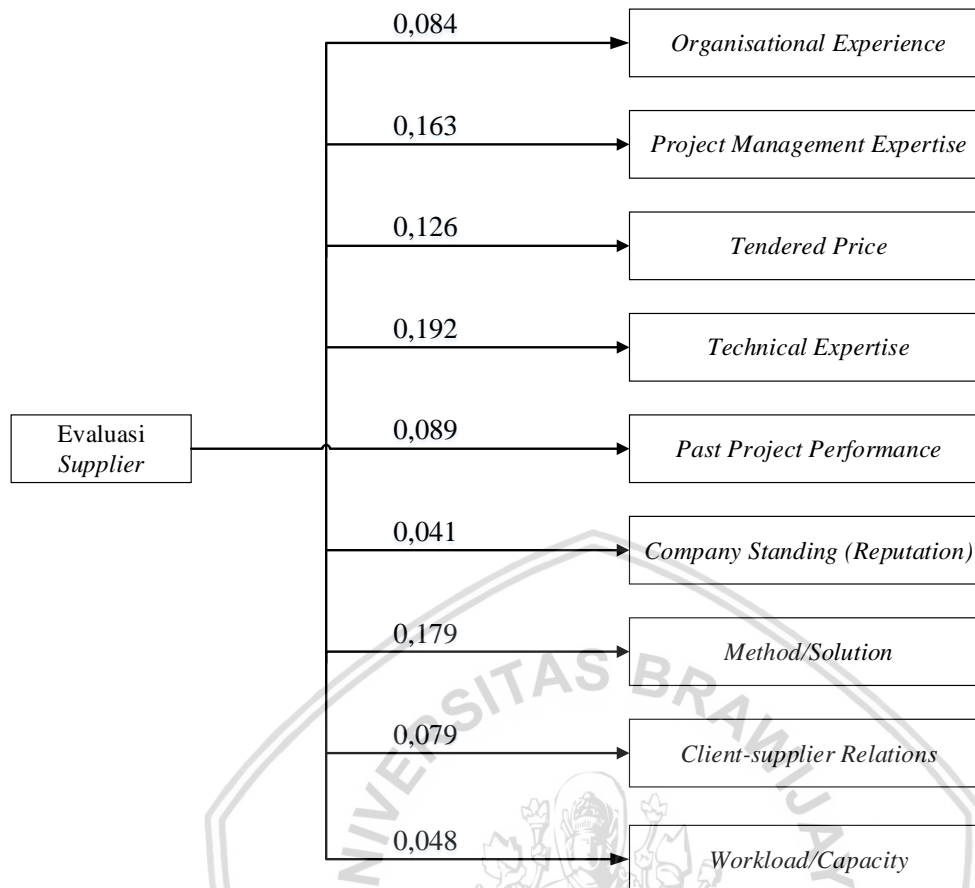 0,084
Organisational Experience
0,163
Project Management Expertise
0,126
Tendered Price
0,192
Technical Expertise
Evaluasi
Supplier
0,089
Past Project Performance
0,041
Company Standing (Reputation)
0,179
Method/Solution
0,079
Client-supplier Relations
0,048
Workload/Capacity
NIVERSITAS BRAWIJAY